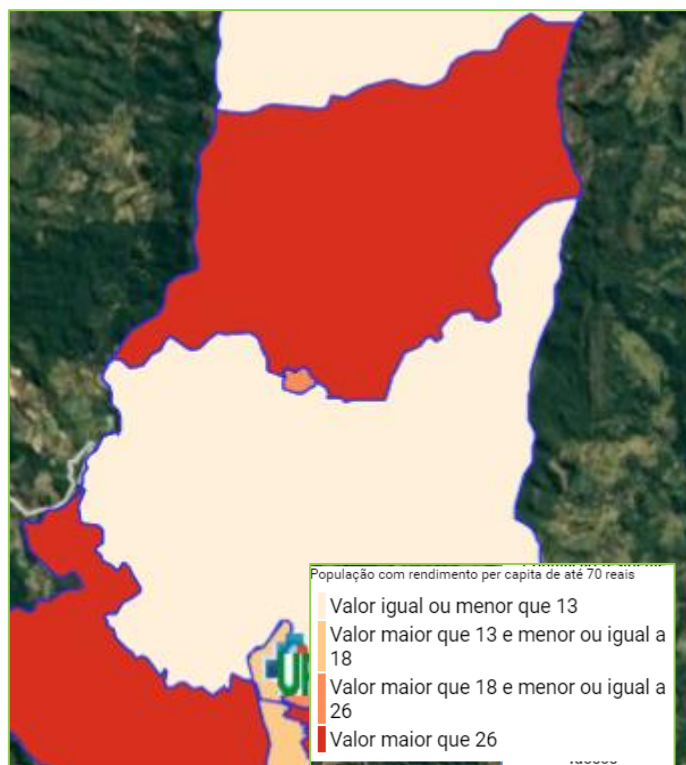 População com rendimento per capita de até 70 reais
Valor igual ou menor que 13
Valor maior que 13 e menor ou igual a
18
Valor maior que 18 e menor ou igual a
26
Valor maior que 26